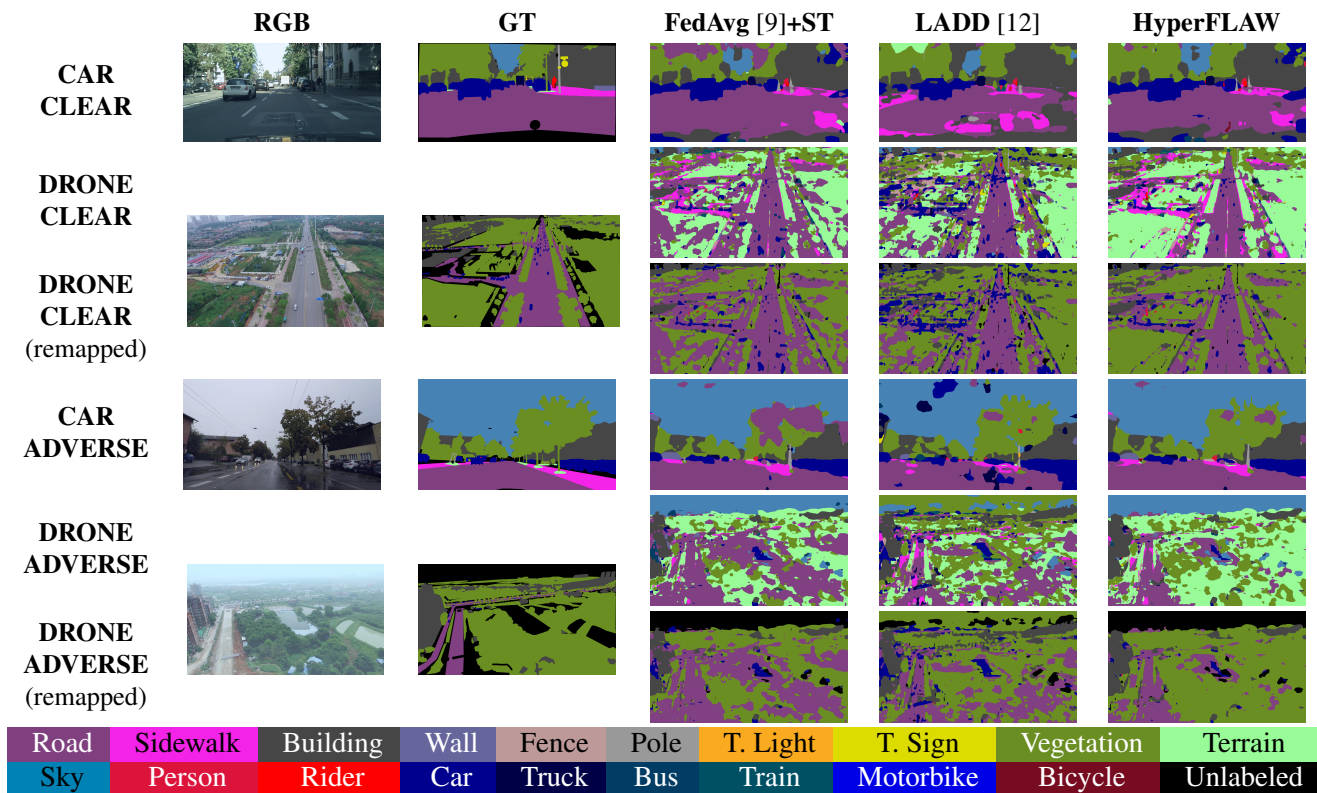 RGB GT FedAvg [9]+ST LADD [12] HyperFLAW
CAR
CLEAR
DRONE
CLEAR
DRONE
CLEAR
(remapped)
CAR
ADVERSE
DRONE
ADVERSE
DRONE
ADVERSE
(remapped)
Road Sidewalk Building Wall Fence Pole T. Light T. Sign Vegetation Terrain
Sky Person Rider Car Truck Bus Train Motorbike Bicycle Unlabeled